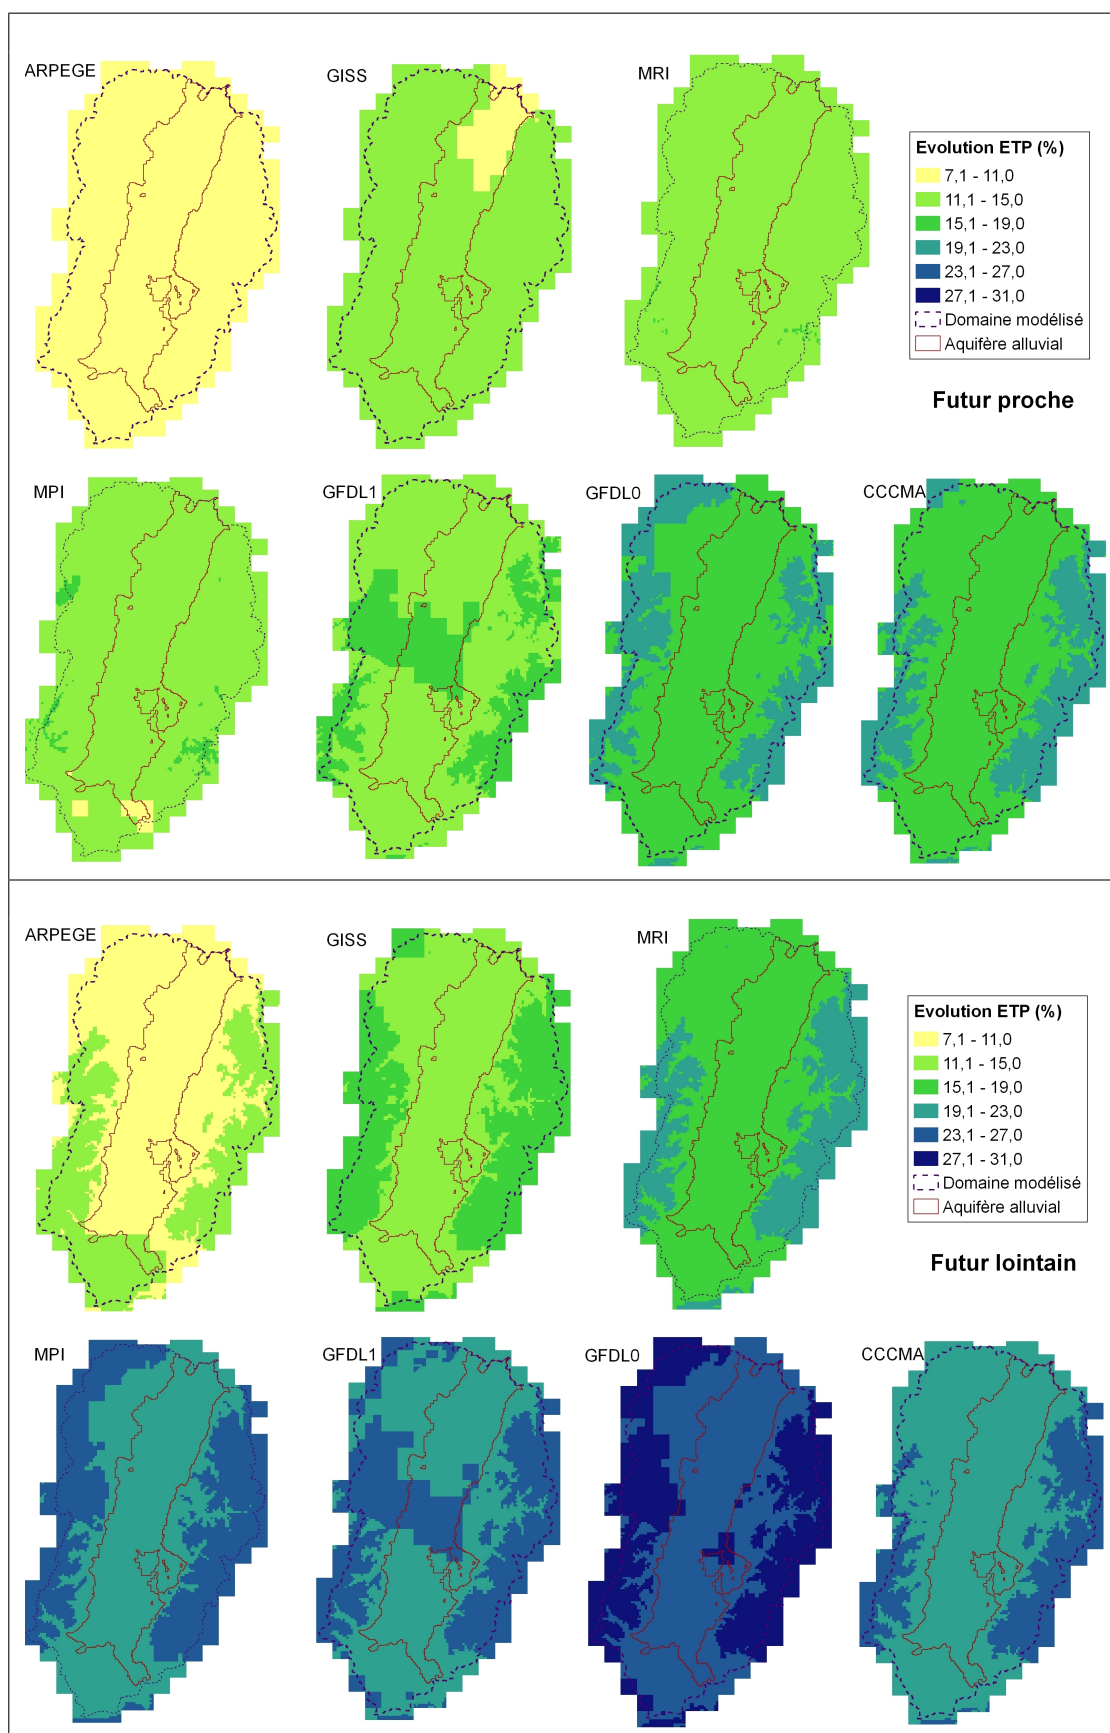 ARPEGE
GISS
MRI
Evolution ETP (%)
7,1 - 11,0
11,1 - 15,0
15,1 - 19,0
19,1 - 23,0
23,1 - 27,0
27,1 - 31,0
Domaine modélisé
Aquifère alluvial
Futur proche
MPI
GFDL1
GFDL0
CCCMA
ARPEGE
GISS
MRI
Evolution ETP (%)
7,1 - 11,0
11,1 - 15,0
15,1 - 19,0
19,1 - 23,0
23,1 - 27,0
27,1 - 31,0
Domaine modélisé
Aquifère alluvial
Futur lointain
MPI
GFDL1
GFDL0
CCCMA